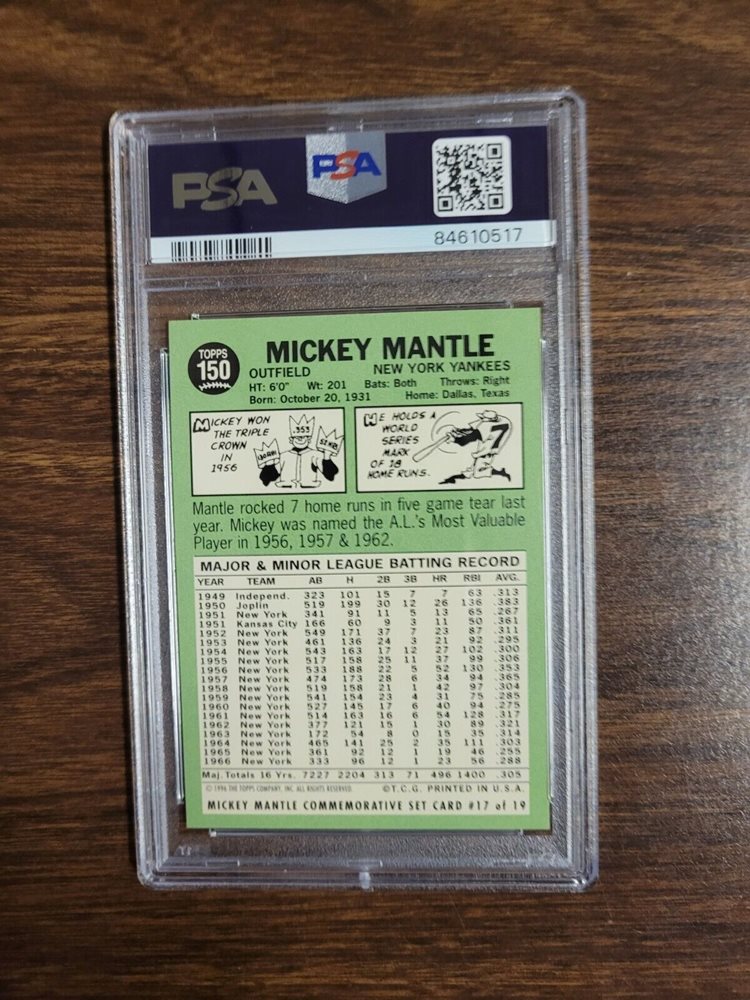 PSA
PSA
84610517
TOPPS
150
MICKEY MANTLE
OUTFIELD NEW YORK YANKEES
HT: 6'0" Wt: 201 Bats: Both Throws: Right
Born: October 20, 1931 Home: Dallas, Texas
MICKEY WON
THE TRIPLE
CROWN
IN
1956
.353
HE HOLDS A
WORLD
SERIES
MARK
OF 18
HOME RUNS.
7
Mantle rocked 7 home runs in five game tear last
year. Mickey was named the A.L.'s Most Valuable
Player in 1956, 1957 & 1962.
MAJOR & MINOR LEAGUE BATTING RECORD
YEAR TEAM AB H 2B 3B HR RBI AVG.
1949 Independ. 323 101 15 7 7 63 .313
1950 Joplin 519 199 30 12 26 136 .383
1951 New York 341 91 11 5 13 65 .267
1951 Kansas City 166 60 9 3 11 50 .361
1952 New York 549 171 37 7 23 87 .311
1953 New York 461 136 24 3 21 92 .295
1954 New York 543 163 17 12 27 102 .300
1955 New York 517 158 25 11 37 99 .306
1956 New York 533 188 22 5 52 130 .353
1957 New York 474 173 28 6 34 94 .365
1958 New York 519 158 21 1 42 97 .304
1959 New York 541 154 23 4 31 75 .285
1960 New York 527 145 17 6 40 94 .275
1961 New York 514 163 16 6 54 128 .317
1962 New York 377 121 15 1 30 89 .321
1963 New York 172 54 8 0 15 35 .314
1964 New York 465 141 25 2 35 111 .303
1965 New York 361 92 12 1 19 46 .255
1966 New York 333 96 12 1 23 56 .288
Maj. Totals 16 Yrs. 7227 2204 313 71 496 1400 .305
© 1996 THE TOPPS COMPANY, INC. ALL RIGHTS RESERVED. ©T.C.G. PRINTED IN U.S.A.
MICKEY MANTLE COMMEMORATIVE SET CARD #17 of 19